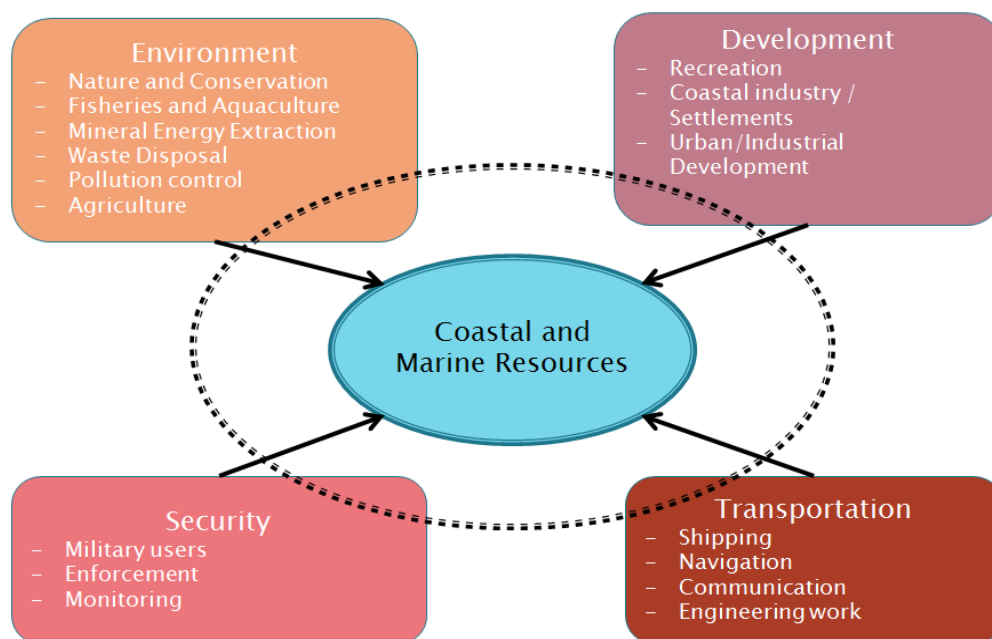 Environment
– Nature and Conservation
– Fisheries and Aquaculture
– Mineral Energy Extraction
– Waste Disposal
– Pollution control
– Agriculture
Development
– Recreation
– Coastal industry /
Settlements
– Urban/Industrial
Development
Coastal and
Marine Resources
Security
– Military users
– Enforcement
– Monitoring
Transportation
– Shipping
– Navigation
– Communication
– Engineering work